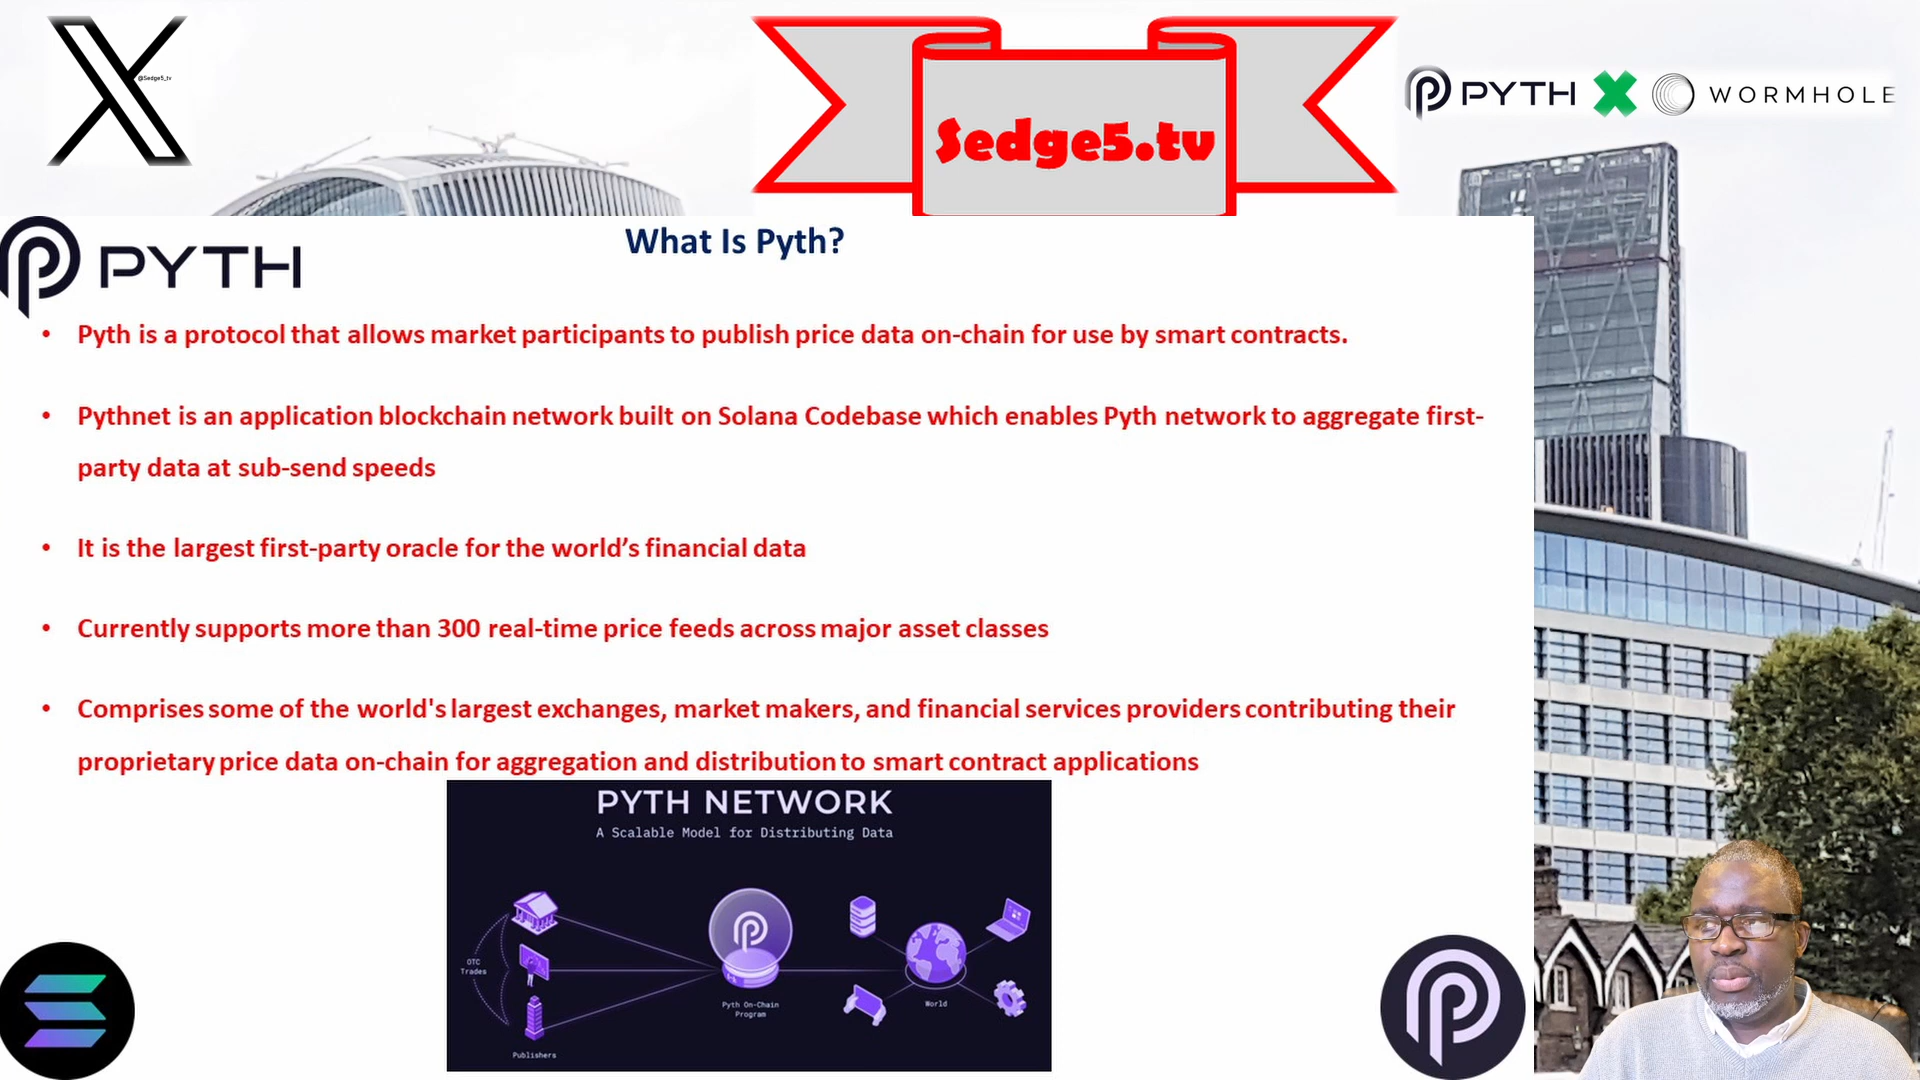 @Sedge5_tv
Sedge5.tv
PYTH
WORMHOLE
PYTH
What Is Pyth?
• Pyth is a protocol that allows market participants to publish price data on-chain for use by smart contracts.
• Pythnet is an application blockchain network built on Solana Codebase which enables Pyth network to aggregate first-
party data at sub-send speeds
• It is the largest first-party oracle for the world’s financial data
• Currently supports more than 300 real-time price feeds across major asset classes
• Comprises some of the world's largest exchanges, market makers, and financial services providers contributing their
proprietary price data on-chain for aggregation and distribution to smart contract applications
PYTH NETWORK
A Scalable Model for Distributing Data
OTC
Trades
Publishers
Pyth On-Chain
Program
World